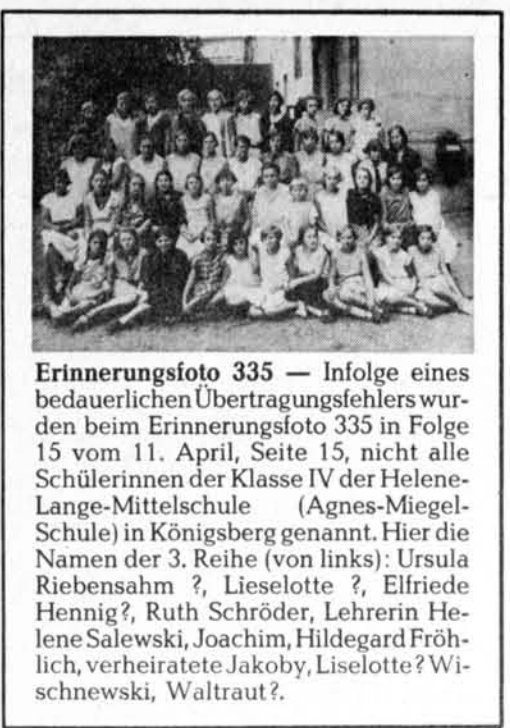 Erinnerungsfoto 335 — Infolge eines
bedauerlichen Übertragungsfehlers wur-
den beim Erinnerungsfoto 335 in Folge
15 vom 11. April, Seite 15, nicht alle
Schülerinnen der Klasse IV der Helene-
Lange-Mittelschule (Agnes-Miegel-
Schule) in Königsberg genannt. Hier die
Namen der 3. Reihe (von links): Ursula
Riebensahm ?, Lieselotte ?, Elfriede
Hennig?, Ruth Schröder, Lehrerin He-
lene Salewski, Joachim, Hildegard Fröh-
lich, verheiratete Jakoby, Liselotte? Wi-
schnewski, Waltraut?.